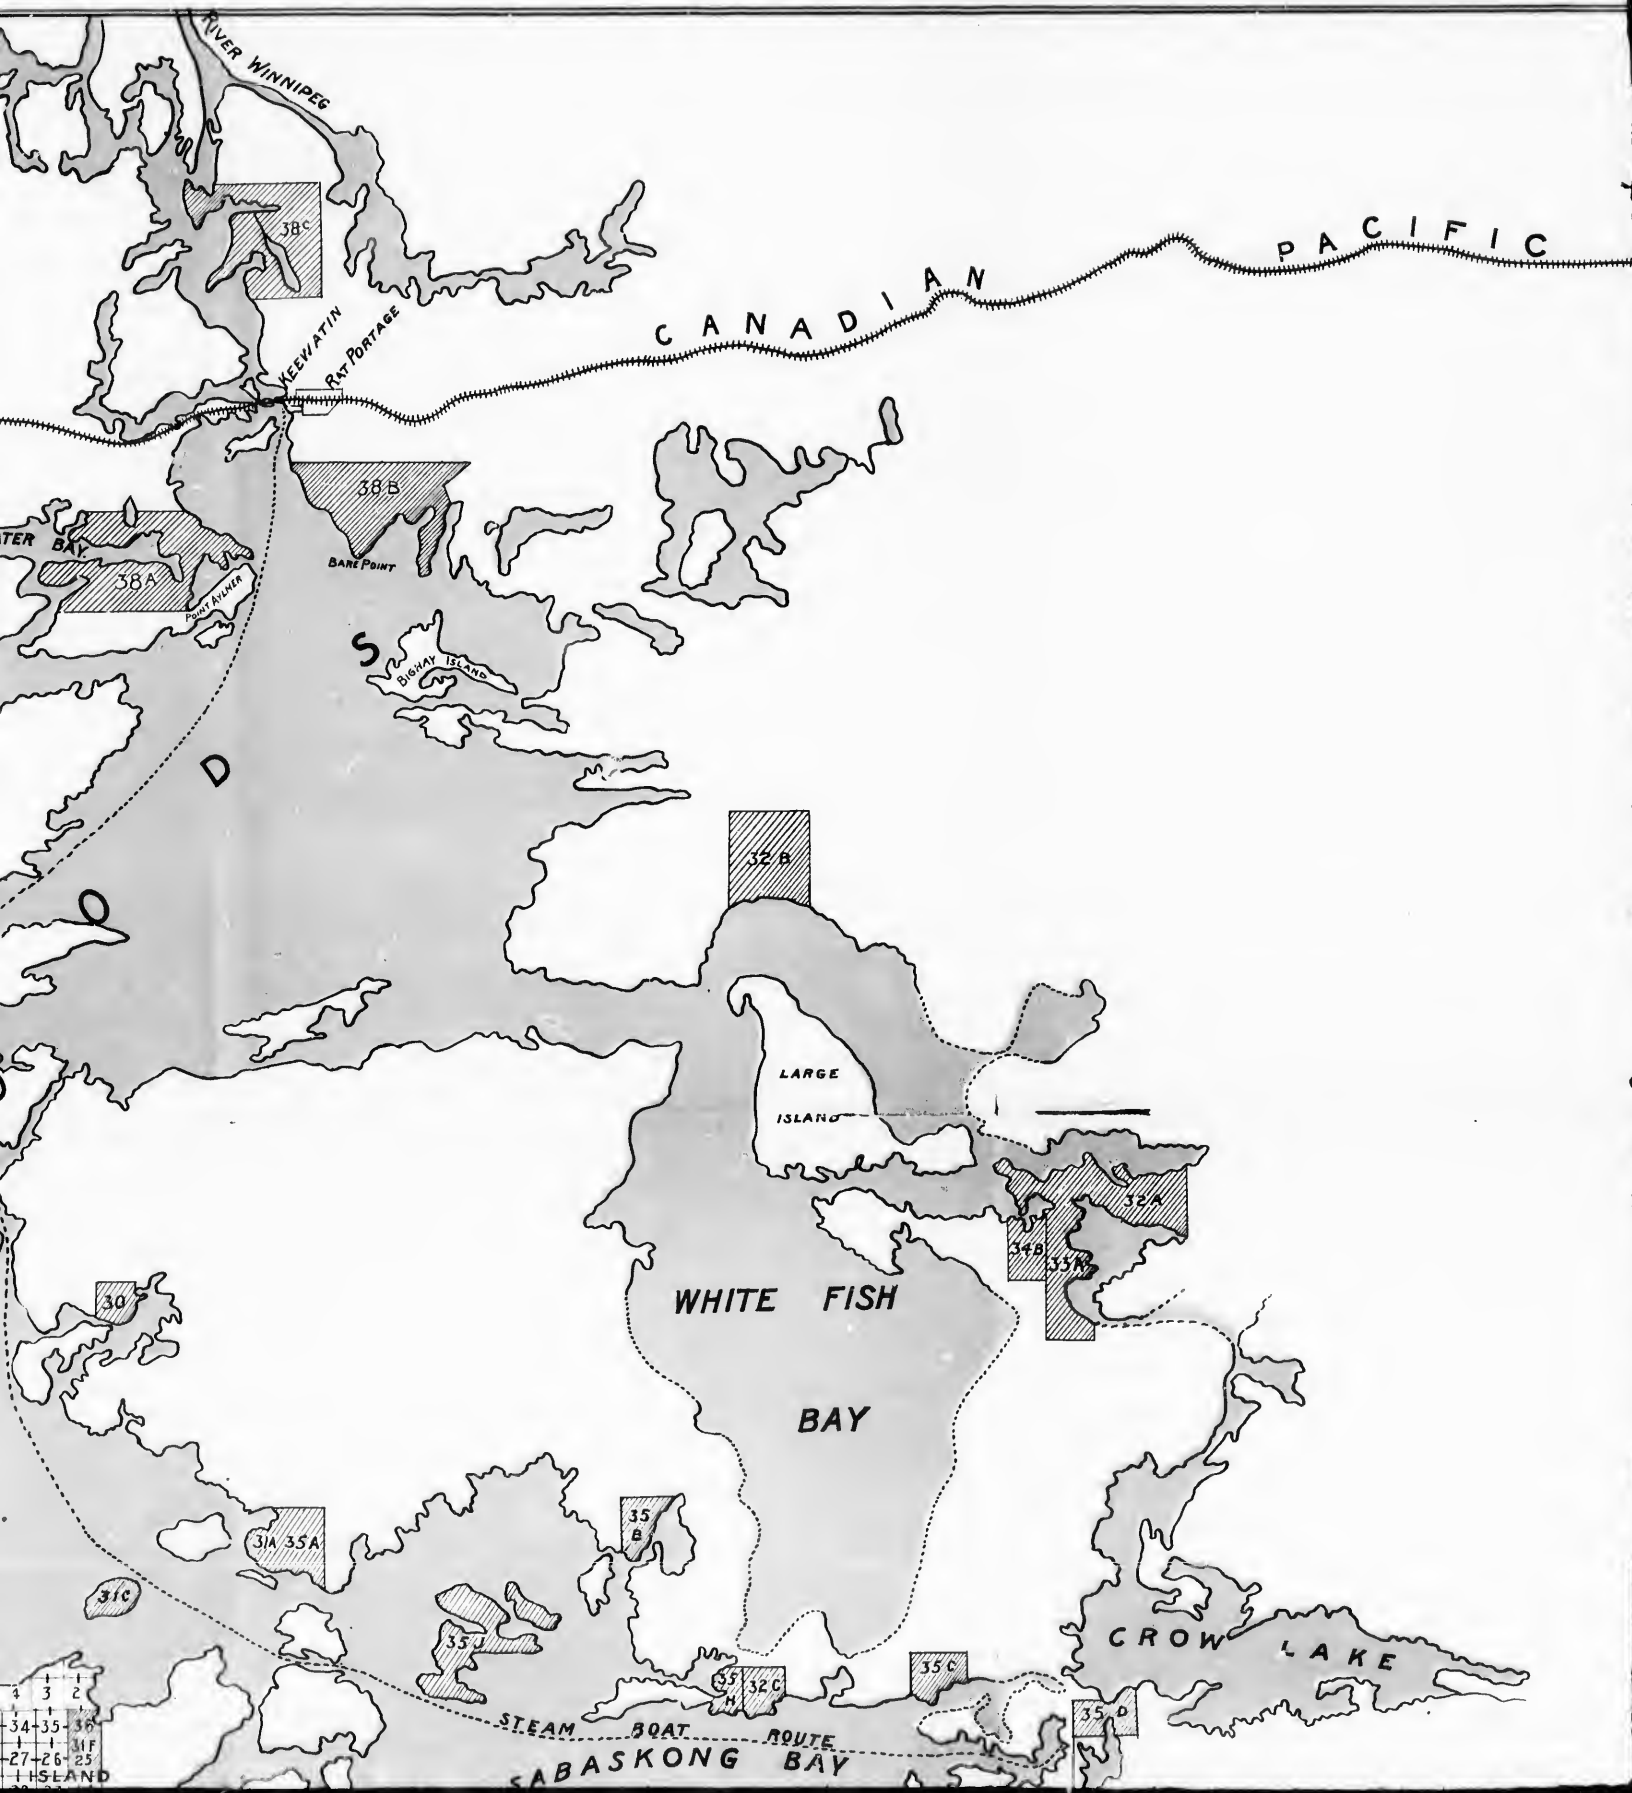 RIVER WINNIPEG
38C
CANADIAN PACIFIC
KEEWATIN
RAT PORTAGE
38B
TER BAY
38A
BARE POINT
POINT AYLMER
S
BIGHAY ISLAND
D
32B
O
LARGE
ISLAND
32A
34B
33A
30
WHITE FISH
BAY
35
B
31A 35A
31C
35J
CROW LAKE
35C
35
H
32C
35 D
4 3 2
34 35 36
31F
27 26 25
ISLAND
STEAM BOAT ROUTE
SABASKONG BAY